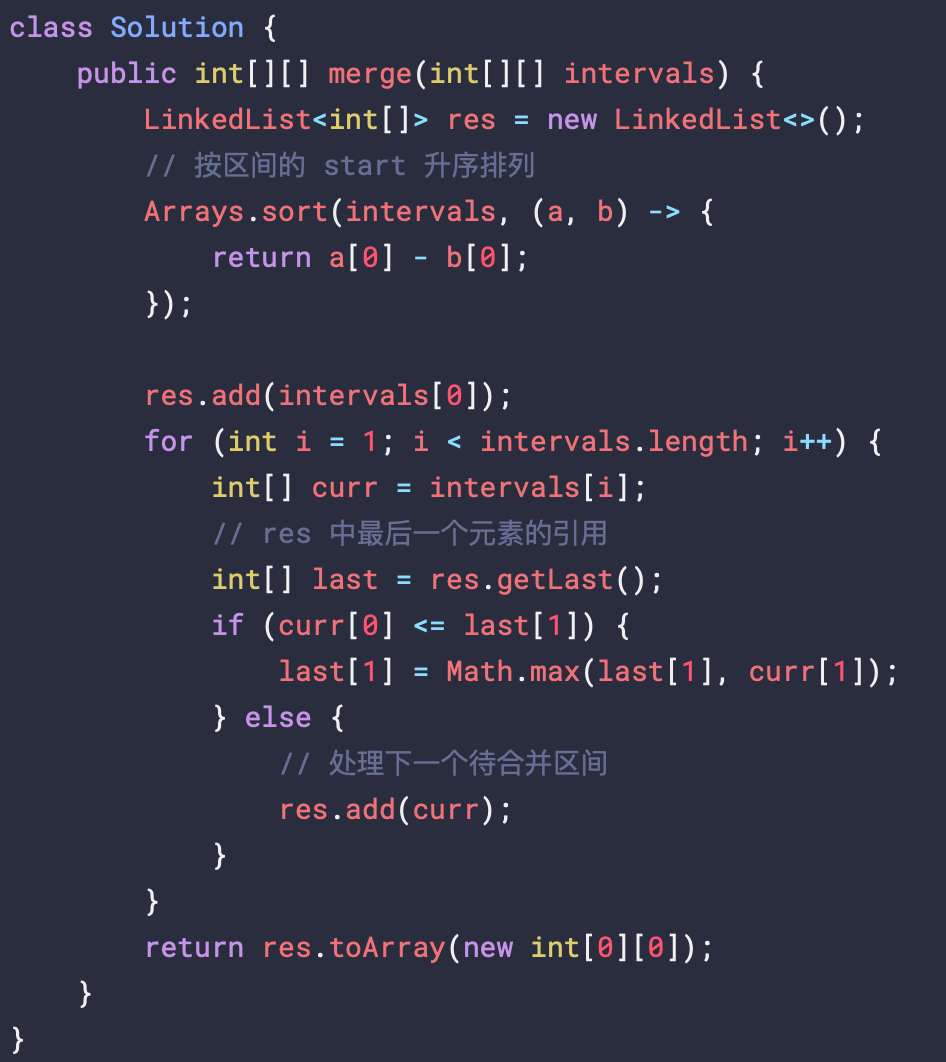 class Solution {
    public int[][] merge(int[][] intervals) {
        LinkedList<int[]> res = new LinkedList<>();
        // 按区间的 start 升序排列
        Arrays.sort(intervals, (a, b) -> {
            return a[0] - b[0];
        });

        res.add(intervals[0]);
        for (int i = 1; i < intervals.length; i++) {
            int[] curr = intervals[i];
            // res 中最后一个元素的引用
            int[] last = res.getLast();
            if (curr[0] <= last[1]) {
                last[1] = Math.max(last[1], curr[1]);
            } else {
                // 处理下一个待合并区间
                res.add(curr);
            }
        }
        return res.toArray(new int[0][0]);
    }
}